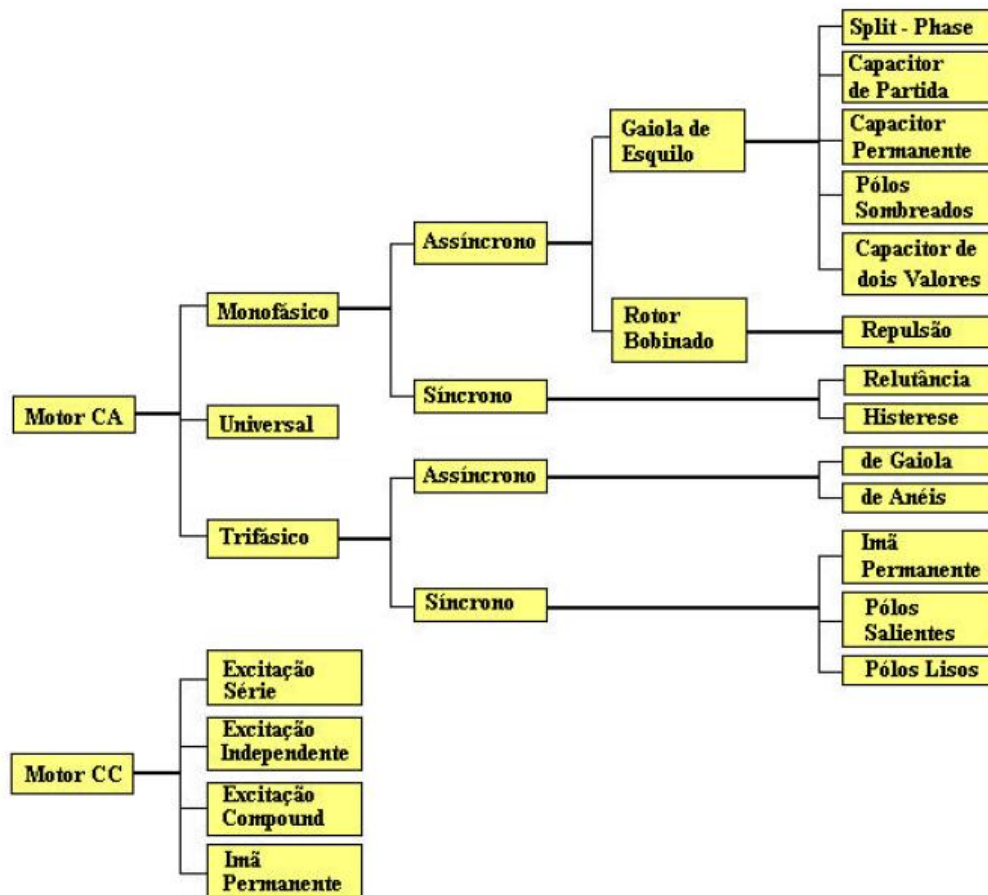 Split - Phase
Capacitor
de Partida
Gaiola de
Esquilo
Capacitor
Permanente
Pólos
Sombreados
Assíncrono
Capacitor de
dois Valores
Monofásico
Rotor
Bobinado
Repulsão
Síncrono
Relutância
Histerese
Motor CA
Universal
Assíncrono
de Gaiola
de Anéis
Trifásico
Imã
Permanente
Síncrono
Pólos
Salientes
Pólos Lisos
Excitação
Série
Excitação
Independente
Motor CC
Excitação
Compound
Imã
Permanente